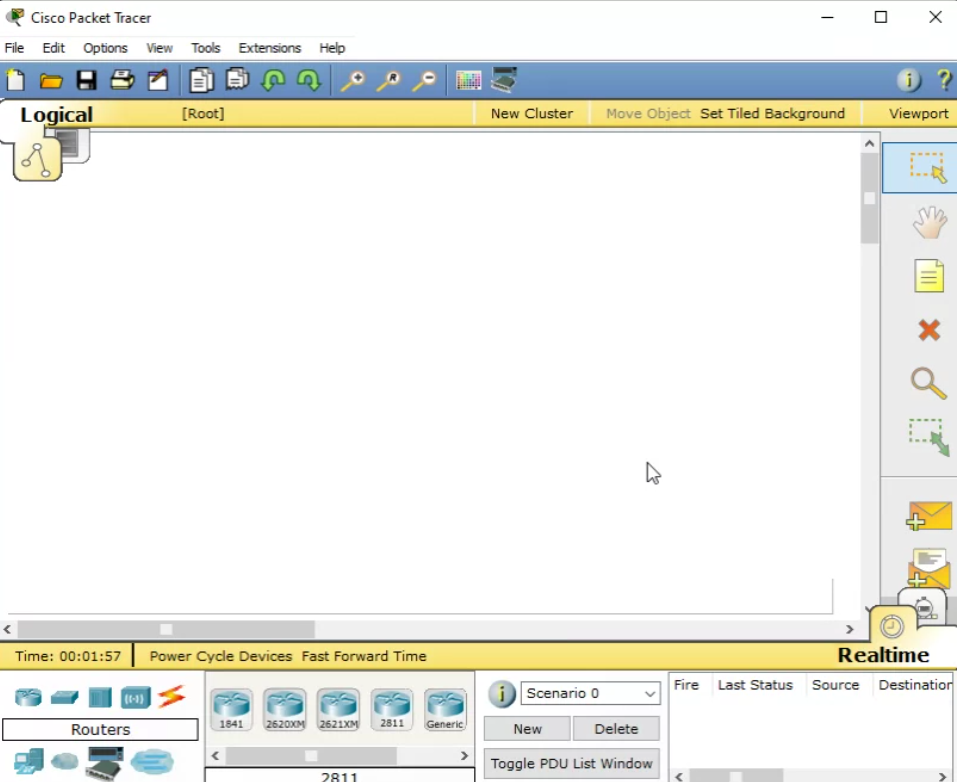 Cisco Packet Tracer
File Edit Options View Tools Extensions Help
Logical [Root] New Cluster Move Object Set Tiled Background Viewport
Time: 00:01:57 Power Cycle Devices Fast Forward Time Realtime
1841 2620XM 2621XM 2811 Generic
Scenario 0
Fire Last Status Source Destination
Routers
New Delete
Toggle PDU List Window
2811